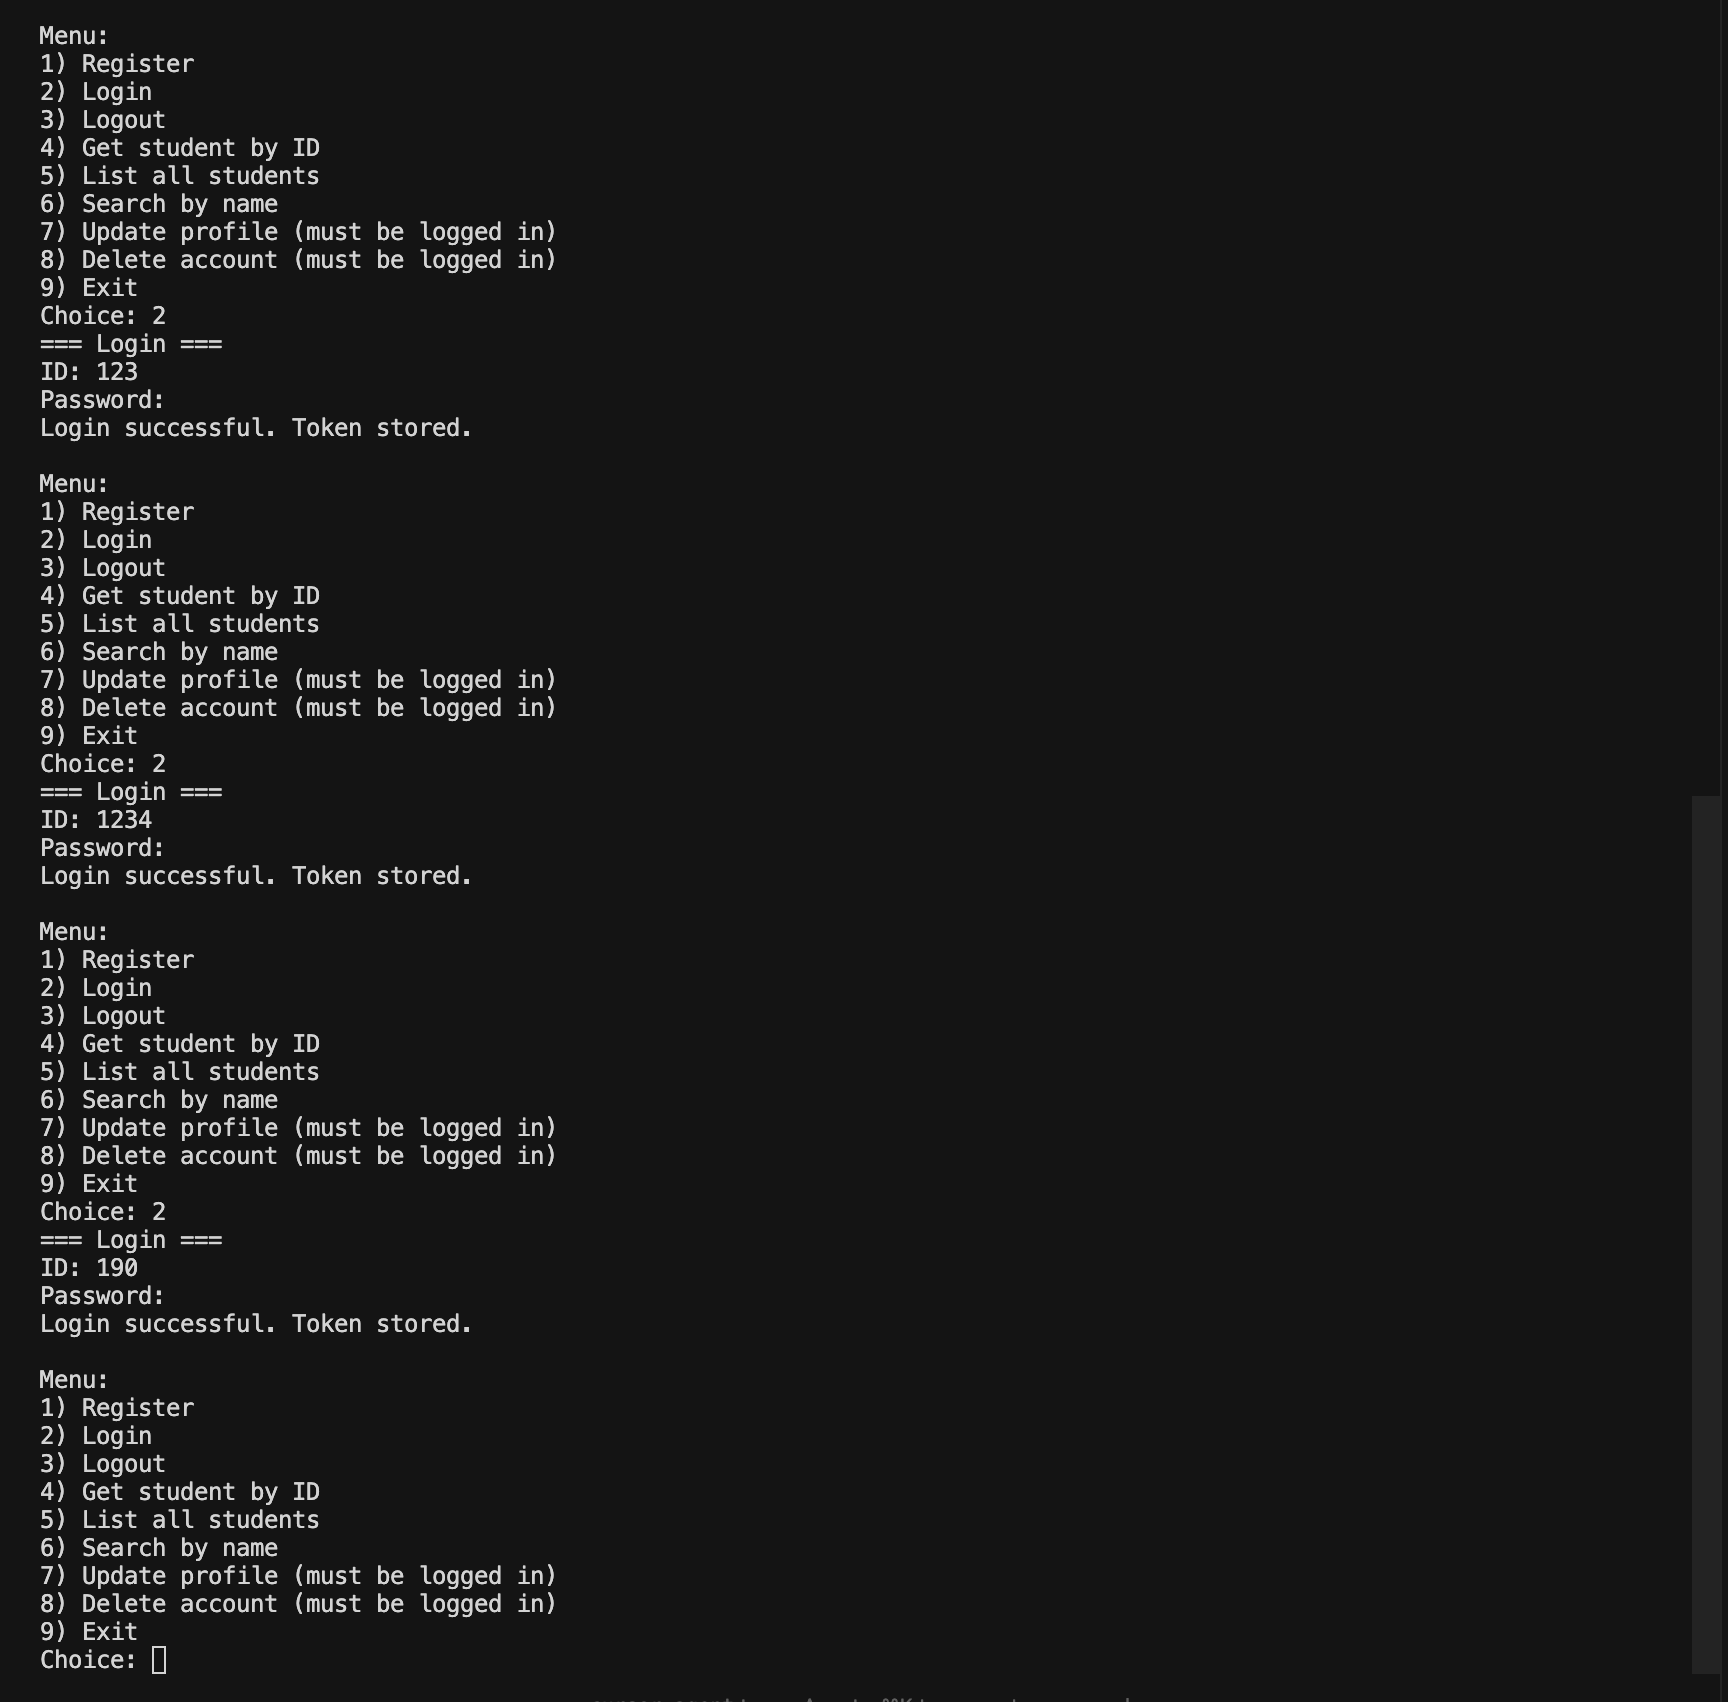 Menu:
1) Register
2) Login
3) Logout
4) Get student by ID
5) List all students
6) Search by name
7) Update profile (must be logged in)
8) Delete account (must be logged in)
9) Exit
Choice: 2
=== Login ===
ID: 123
Password:
Login successful. Token stored.
Menu:
1) Register
2) Login
3) Logout
4) Get student by ID
5) List all students
6) Search by name
7) Update profile (must be logged in)
8) Delete account (must be logged in)
9) Exit
Choice: 2
=== Login ===
ID: 1234
Password:
Login successful. Token stored.
Menu:
1) Register
2) Login
3) Logout
4) Get student by ID
5) List all students
6) Search by name
7) Update profile (must be logged in)
8) Delete account (must be logged in)
9) Exit
Choice: 2
=== Login ===
ID: 190
Password:
Login successful. Token stored.
Menu:
1) Register
2) Login
3) Logout
4) Get student by ID
5) List all students
6) Search by name
7) Update profile (must be logged in)
8) Delete account (must be logged in)
9) Exit
Choice: